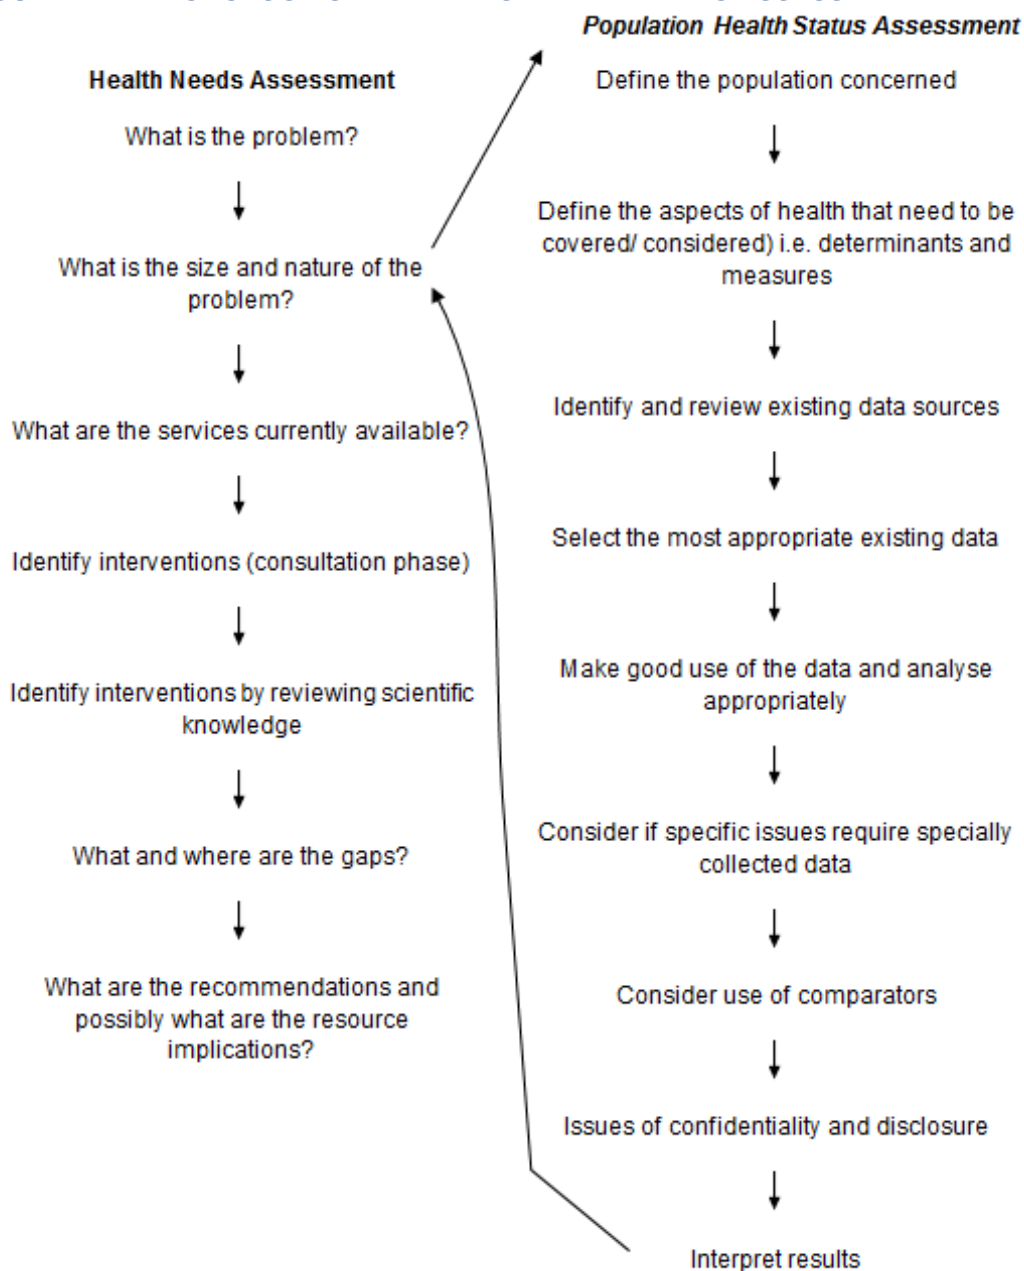 Health Needs Assessment
What is the problem?
What is the size and nature of the
problem?
What are the services currently available?
Identify interventions (consultation phase)
Identify interventions by reviewing scientific
knowledge
What and where are the gaps?
What are the recommendations and
possibly what are the resource
implications?
Population Health Status Assessment
Define the population concerned
Define the aspects of health that need to be
covered/ considered) i.e. determinants and
measures
Identify and review existing data sources
Select the most appropriate existing data
Make good use of the data and analyse
appropriately
Consider if specific issues require specially
collected data
Consider use of comparators
Issues of confidentiality and disclosure
Interpret results